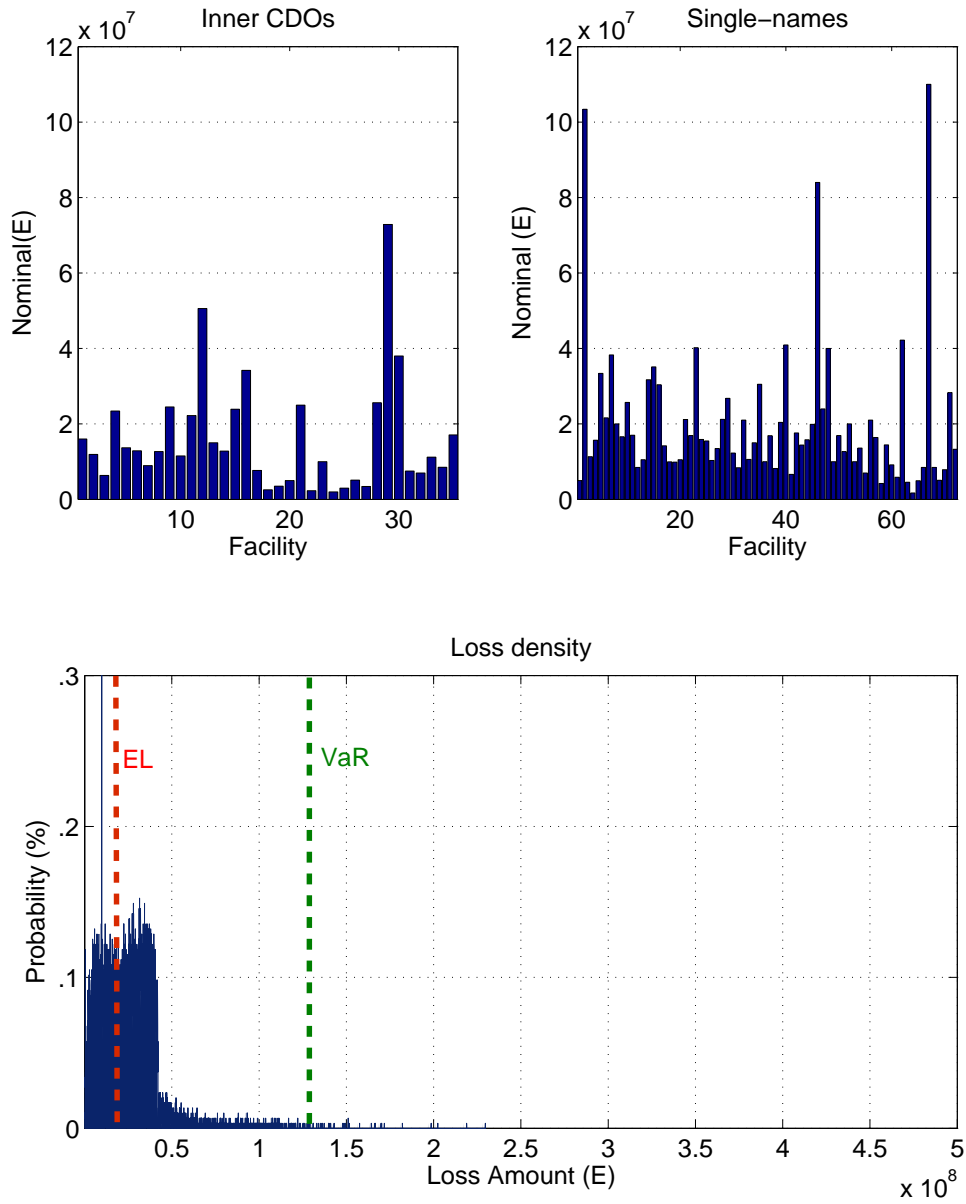 Inner CDOs
x 10^7
12
10
8
6
4
2
0
Nominal(E)
10
20
30
Facility
Single−names
x 10^7
12
10
8
6
4
2
0
Nominal (E)
20
40
60
Facility
Loss density
.3
.2
.1
0
Probability (%)
EL
VaR
0.5
1
1.5
2
2.5
3
3.5
4
4.5
5
Loss Amount (E)
x 10^8